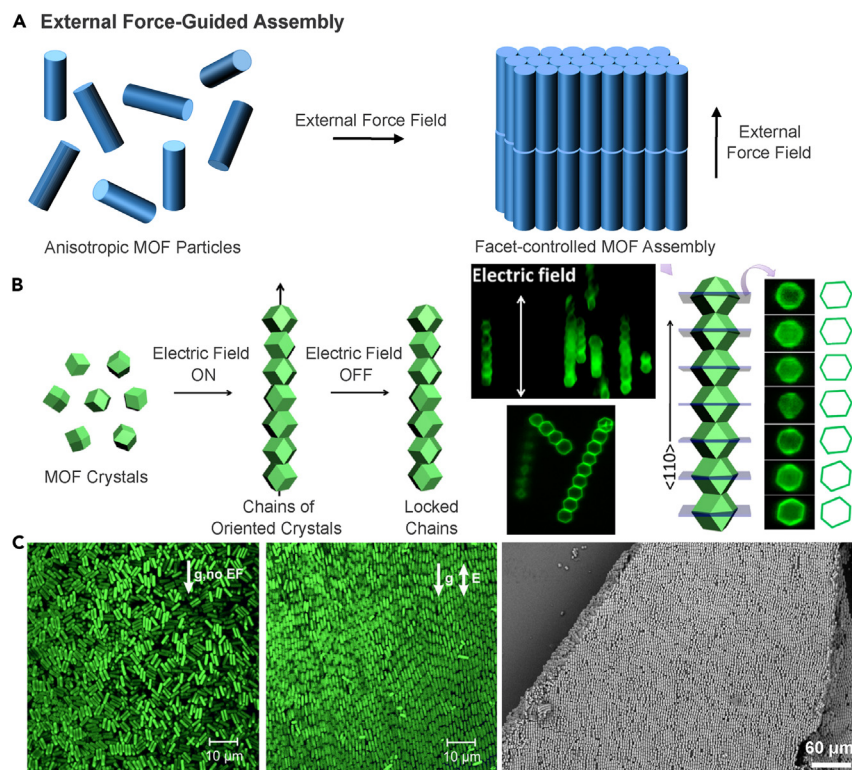 A External Force-Guided Assembly
External Force Field
External
Force Field
Anisotropic MOF Particles
Facet-controlled MOF Assembly
B
Electric field
Electric Field
ON
Electric Field
OFF
<110>
MOF Crystals
Chains of
Oriented Crystals
Locked
Chains
C
g,no EF
g E
10 µm
10 µm
60 µm